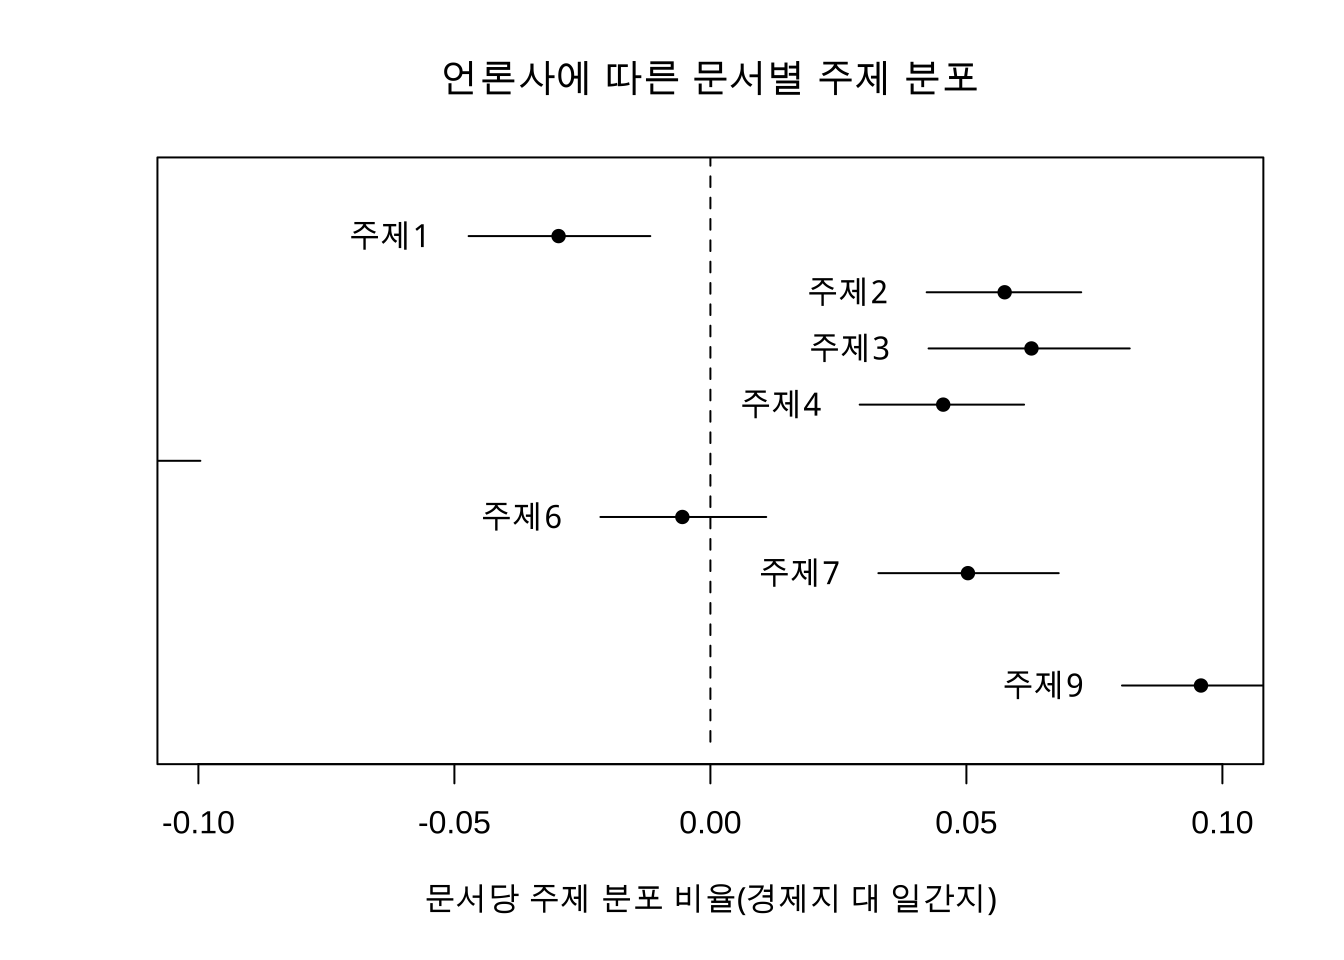 언론사에 따른 문서별 주제 분포
주제1
주제2
주제3
주제4
주제6
주제7
주제9
-0.10 -0.05 0.00 0.05 0.10
문서당 주제 분포 비율(경제지 대 일간지)